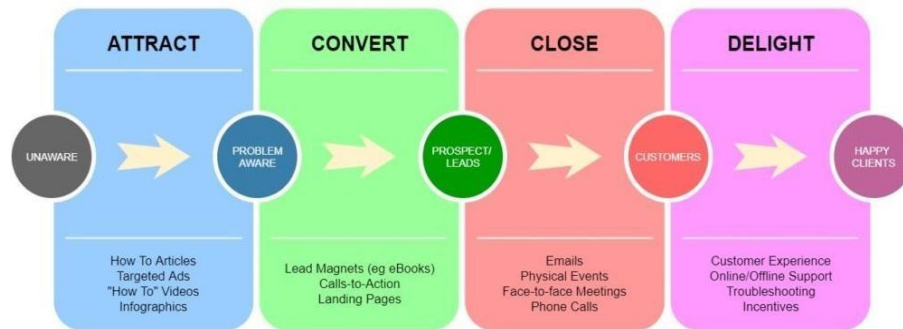 ATTRACT
CONVERT
CLOSE
DELIGHT
UNAWARE
PROBLEM
AWARE
PROSPECT/
LEADS
CUSTOMERS
HAPPY
CLIENTS
How To Articles
Targeted Ads
"How To" Videos
Infographics
Lead Magnets (eg eBooks)
Calls-to-Action
Landing Pages
Emails
Physical Events
Face-to-face Meetings
Phone Calls
Customer Experience
Online/Offline Support
Troubleshooting
Incentives